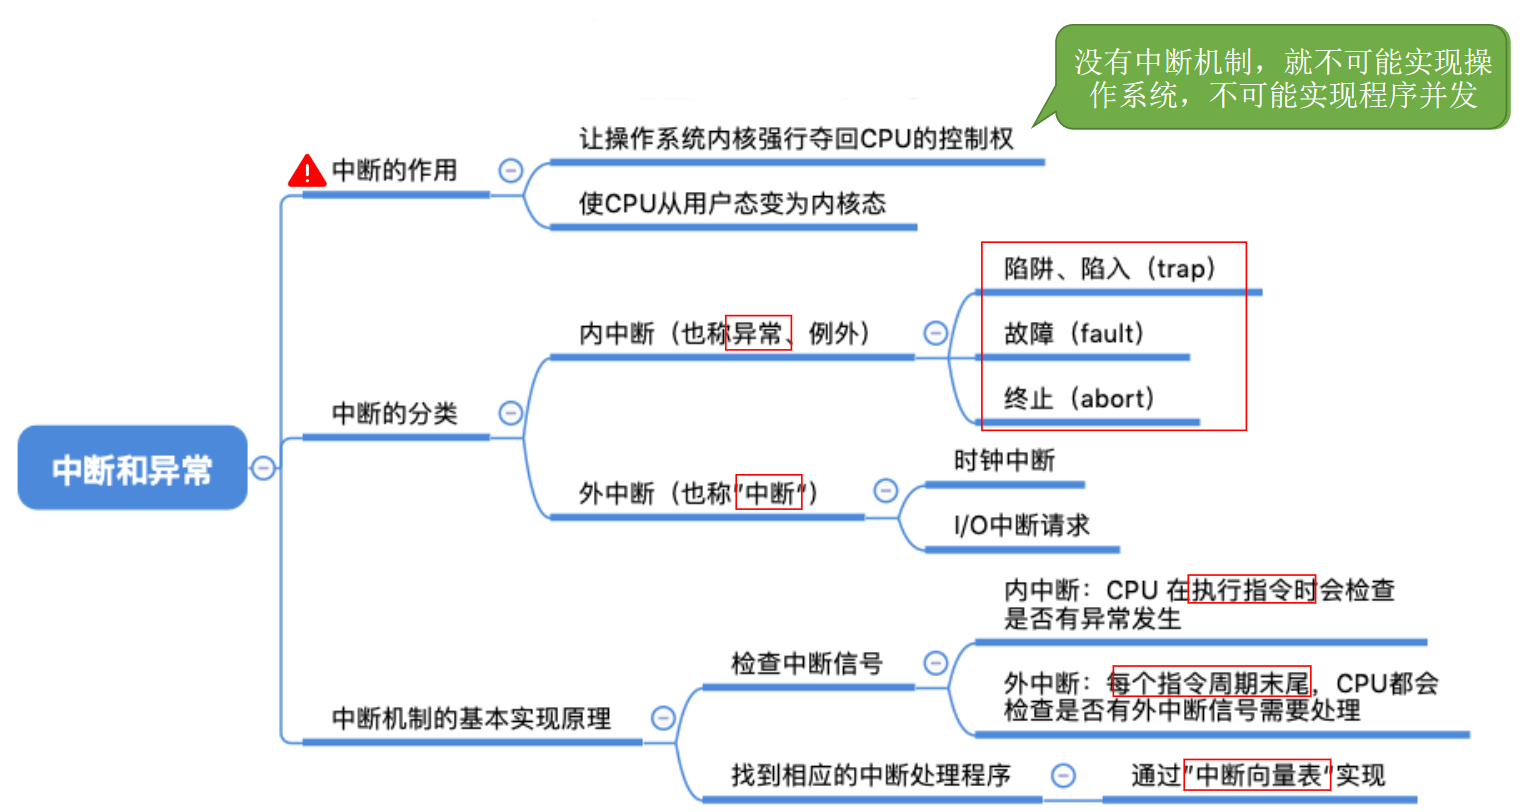 没有中断机制，就不可能实现操
作系统，不可能实现程序并发
中断和异常
中断的作用
让操作系统内核强行夺回CPU的控制权
使CPU从用户态变为内核态
中断的分类
内中断（也称异常、例外）
陷阱、陷入（trap）
故障（fault）
终止（abort）
外中断（也称"中断"）
时钟中断
I/O中断请求
中断机制的基本实现原理
检查中断信号
内中断：CPU 在执行指令时会检查
是否有异常发生
外中断：每个指令周期末尾，CPU都会
检查是否有外中断信号需要处理
找到相应的中断处理程序
通过"中断向量表"实现